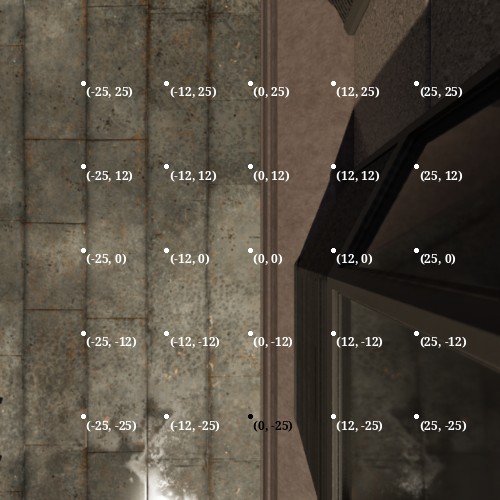 (-25, 25) (-12, 25) (0, 25) (12, 25) (25, 25)
(-25, 12) (-12, 12) (0, 12) (12, 12) (25, 12)
(-25, 0) (-12, 0) (0, 0) (12, 0) (25, 0)
(-25, -12) (-12, -12) (0, -12) (12, -12) (25, -12)
(-25, -25) (-12, -25) (0, -25) (12, -25) (25, -25)